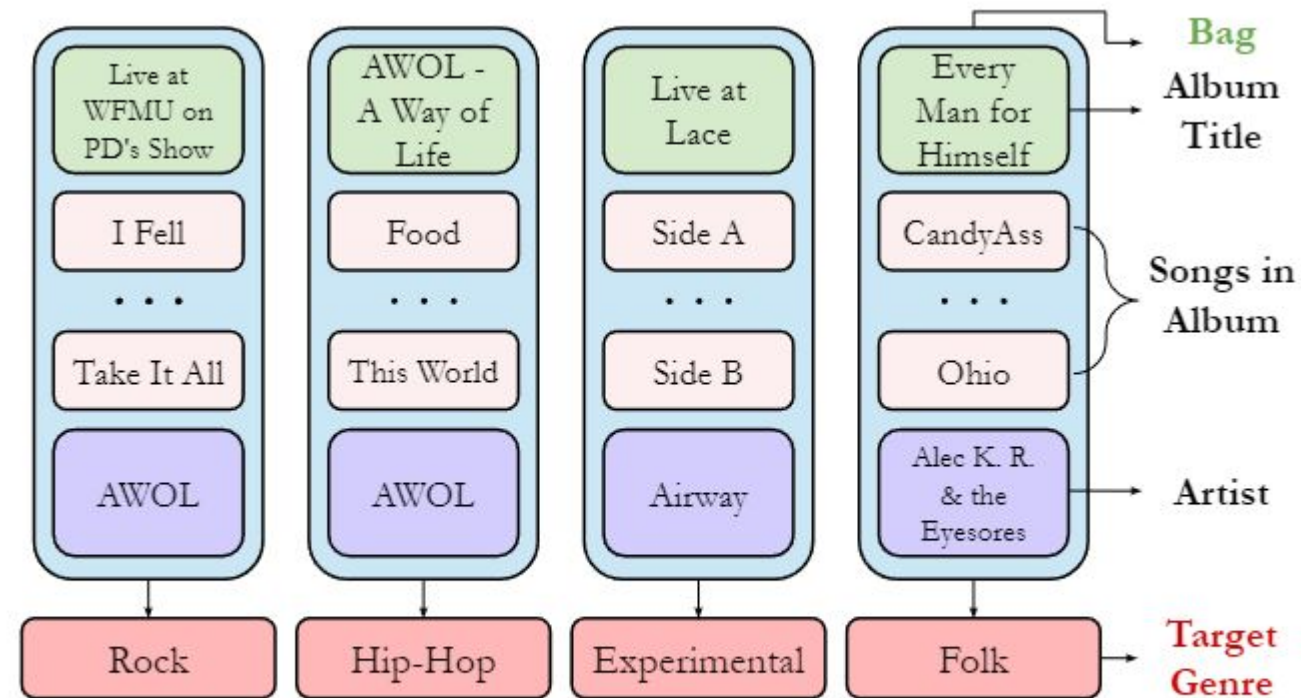 Live at
WFMU on
PD's Show
I Fell
. . .
Take It All
AWOL
Rock
AWOL -
A Way of
Life
Food
. . .
This World
AWOL
Hip-Hop
Live at
Lace
Side A
. . .
Side B
Airway
Experimental
Every
Man for
Himself
CandyAss
. . .
Ohio
Alec K. R.
& the
Eyesores
Folk
Bag
Album
Title
Songs in
Album
Artist
Target
Genre